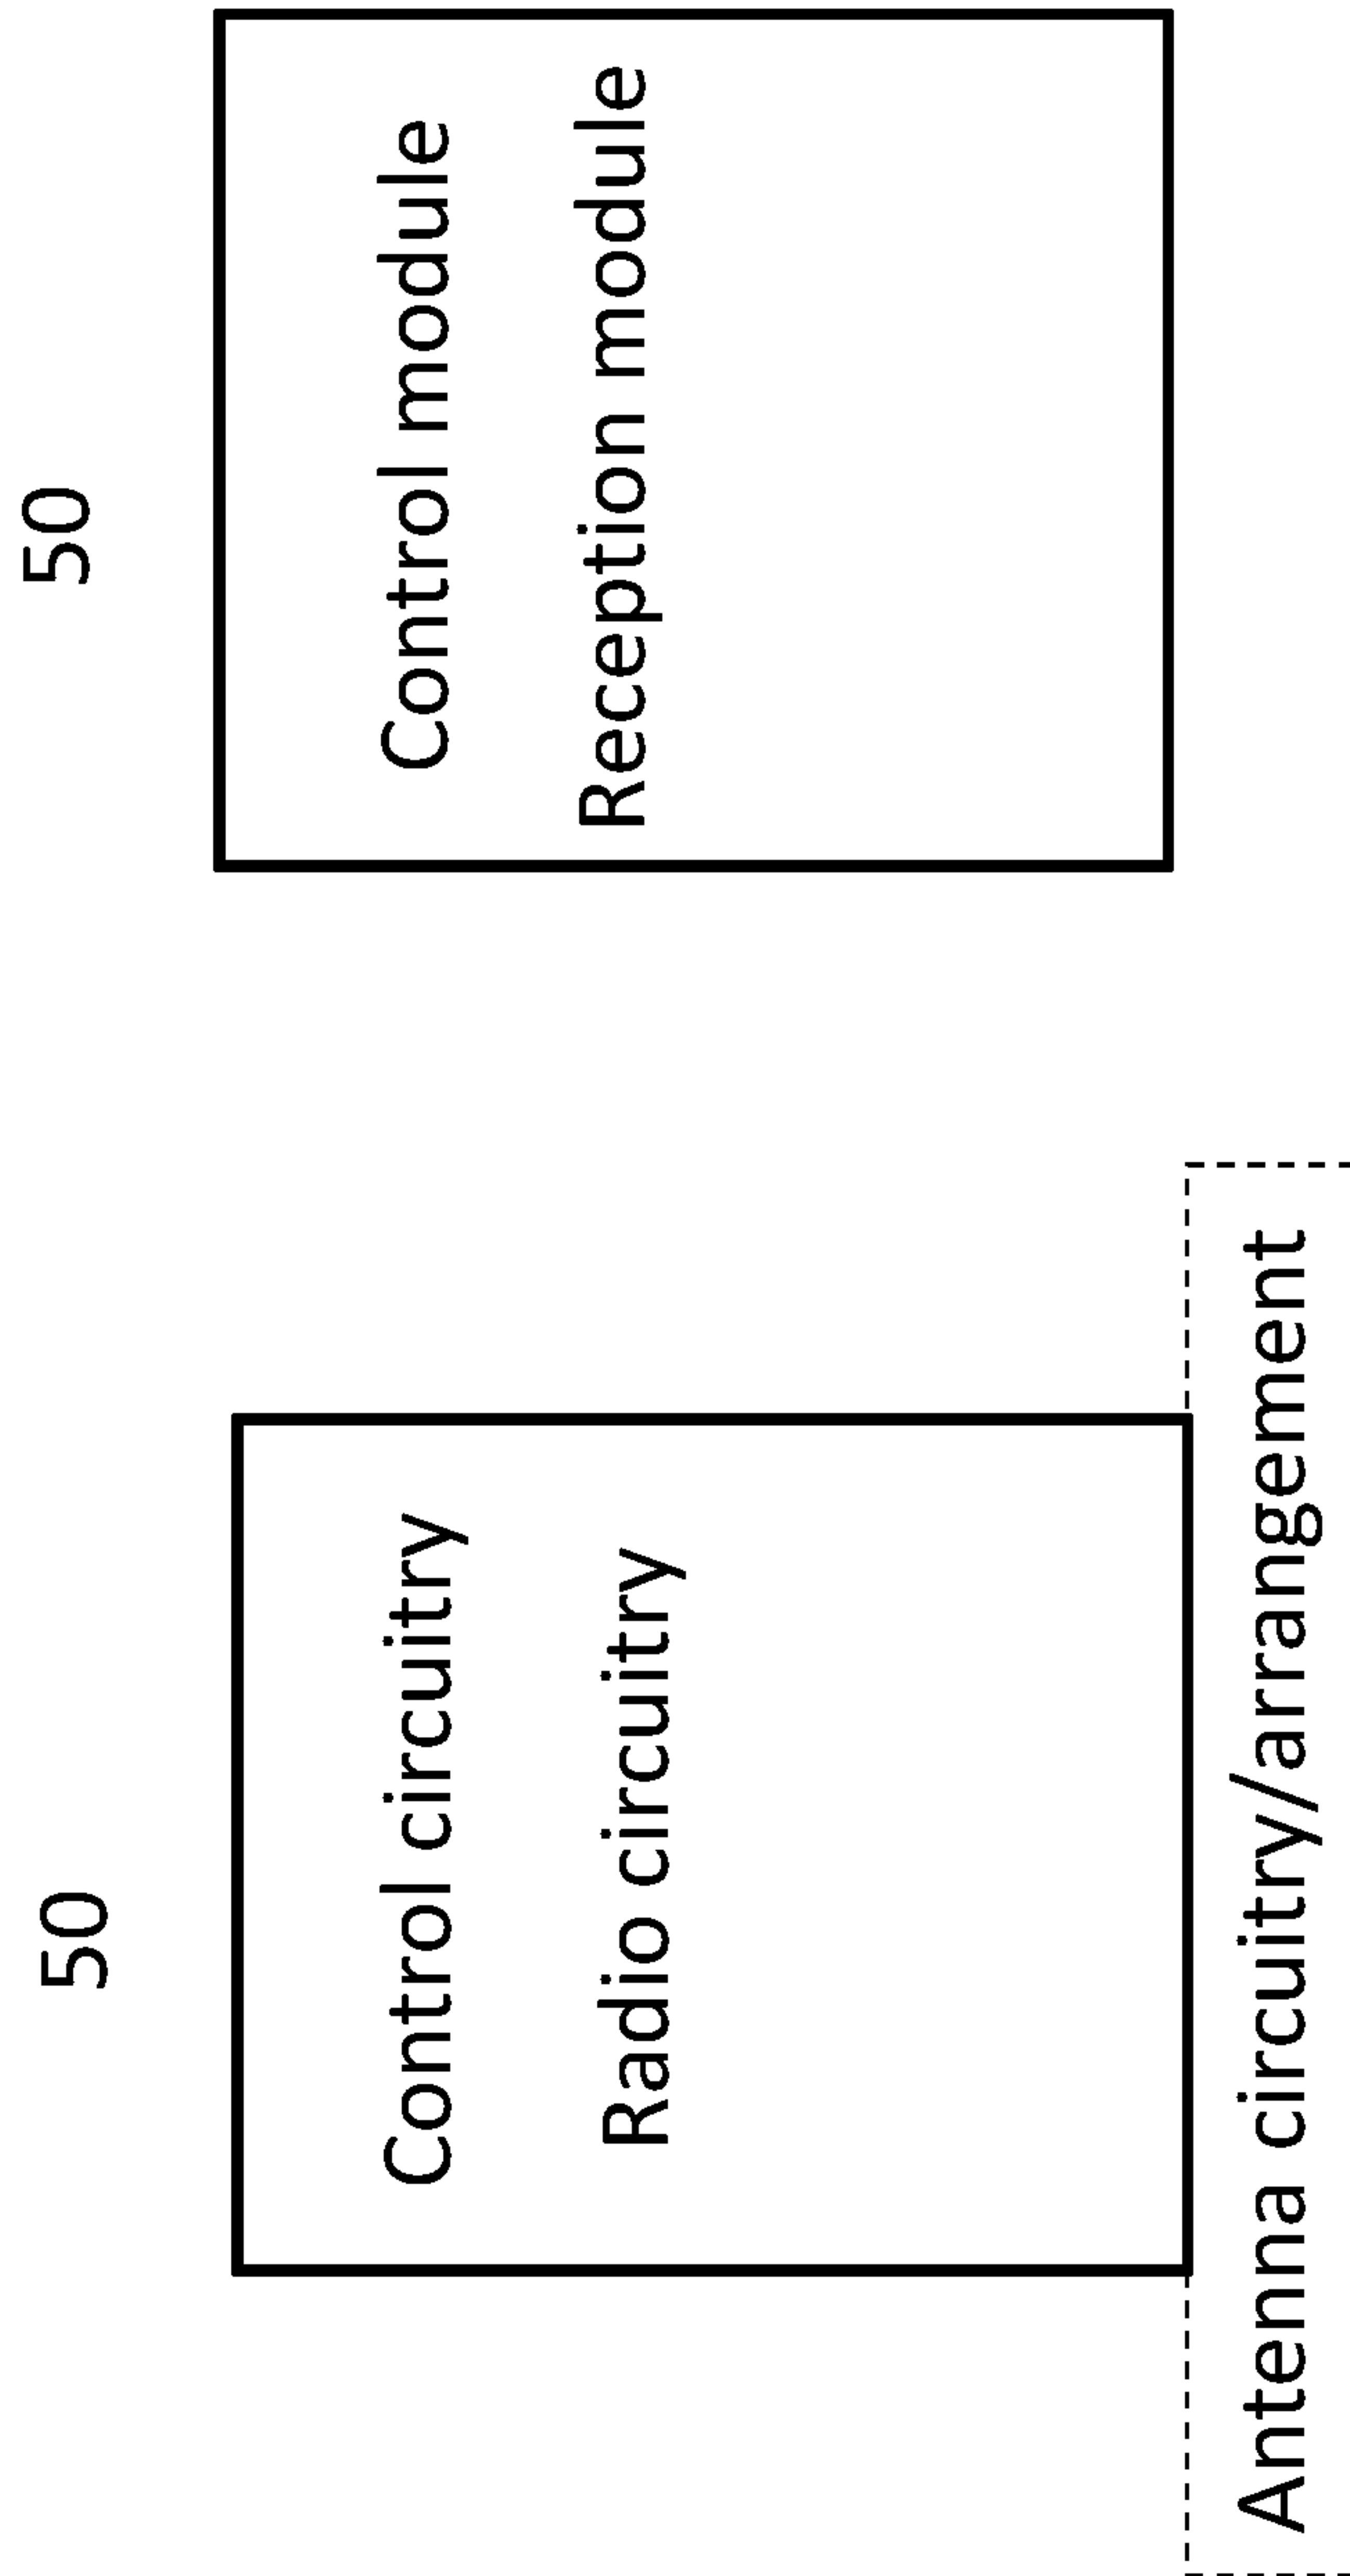 50
Control circuitry
Radio circuitry
Antenna circuitry/arrangement
50
Control module
Reception module